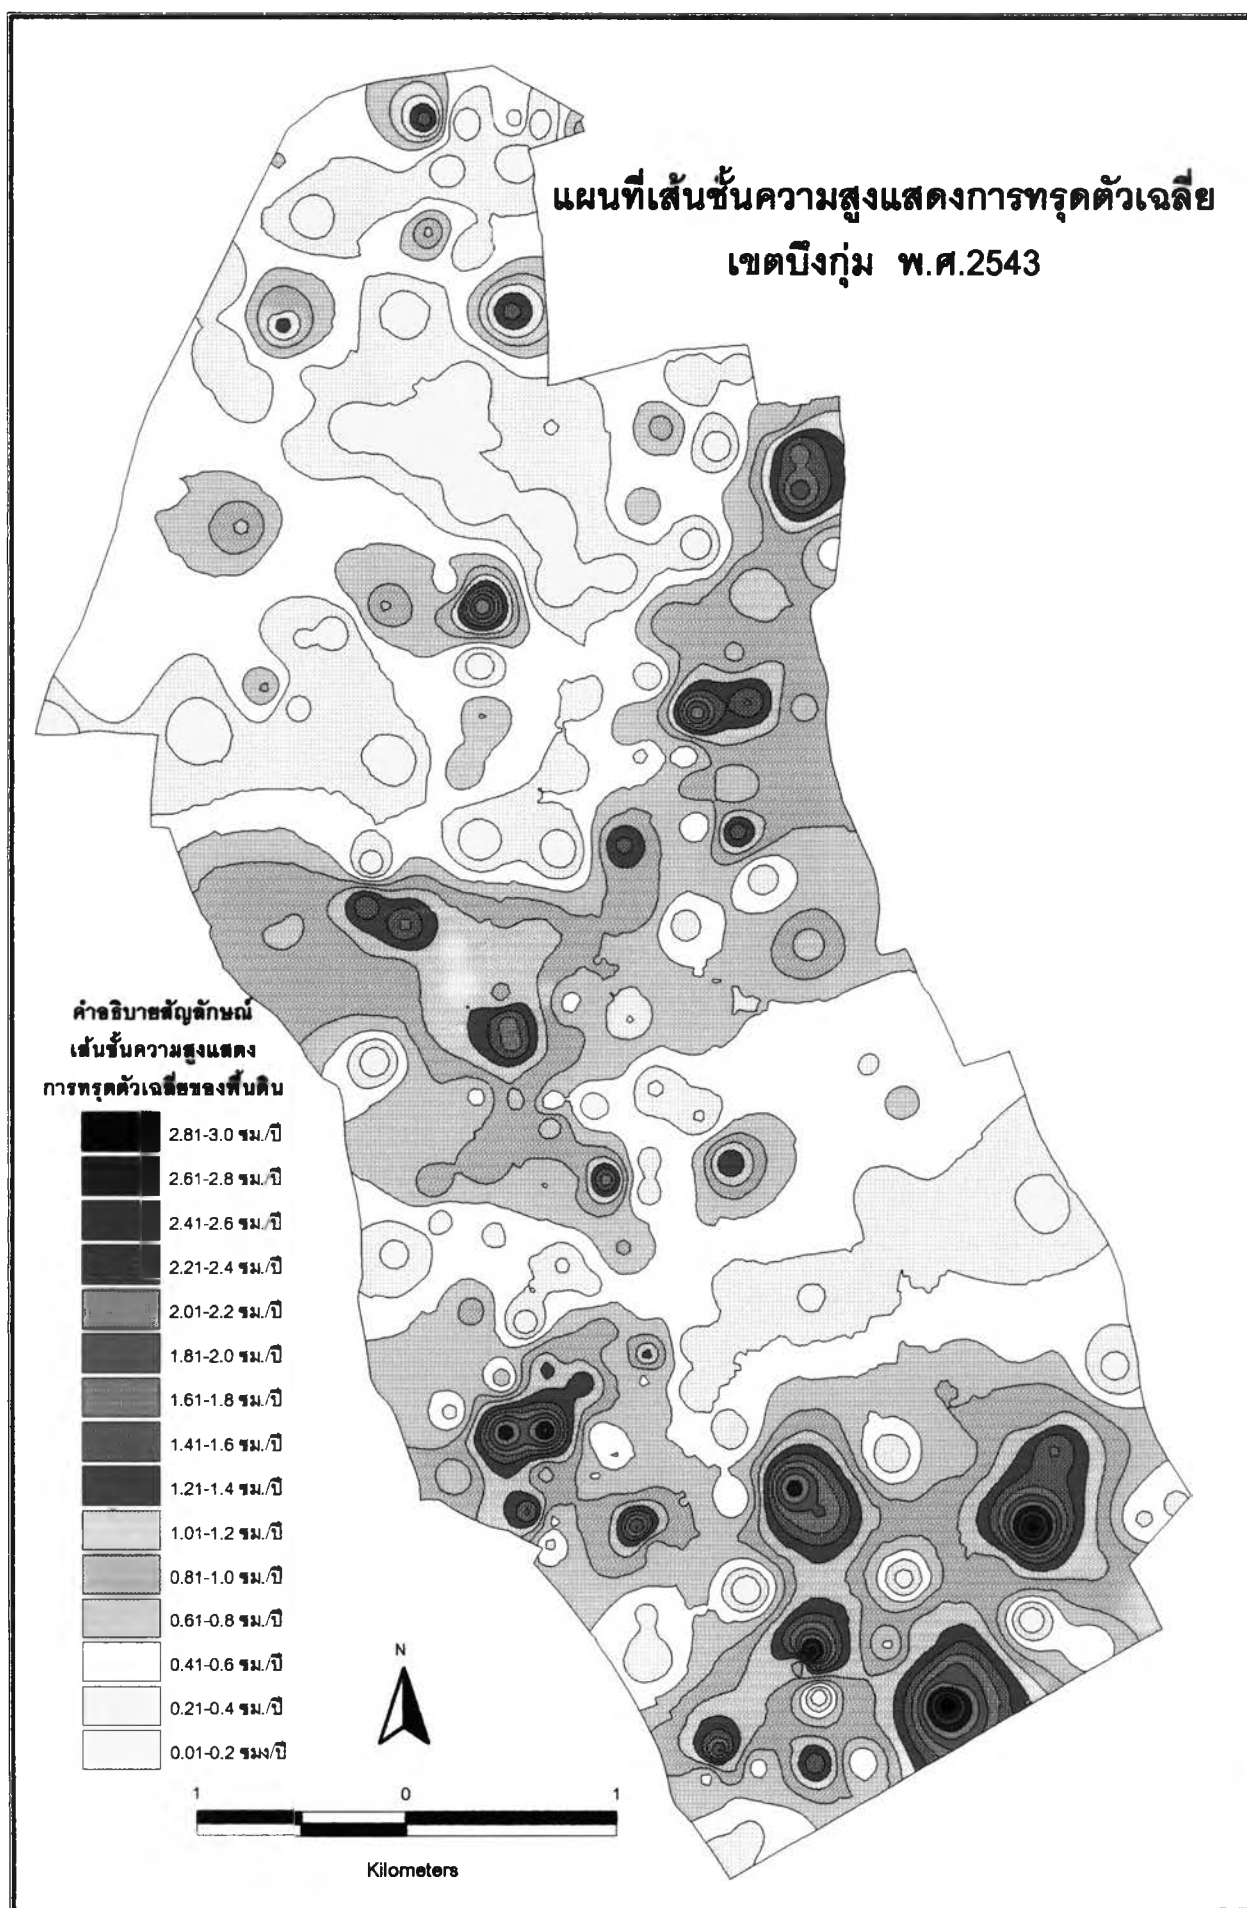 แผนที่เส้นชั้นความสูงแสดงการทรุดตัวเฉลี่ย
เขตบึงกุ่ม พ.ศ.2543
คำอธิบายสัญลักษณ์
เส้นชั้นความสูงแสดง
การทรุดตัวเฉลี่ยของพื้นดิน
2.81-3.0 ซม./ปี
2.61-2.8 ซม./ปี
2.41-2.6 ซม./ปี
2.21-2.4 ซม./ปี
2.01-2.2 ซม./ปี
1.81-2.0 ซม./ปี
1.61-1.8 ซม./ปี
1.41-1.6 ซม./ปี
1.21-1.4 ซม./ปี
1.01-1.2 ซม./ปี
0.81-1.0 ซม./ปี
0.61-0.8 ซม./ปี
0.41-0.6 ซม./ปี
0.21-0.4 ซม./ปี
0.01-0.2 ซมง/ปี
N
1 0 1
Kilometers